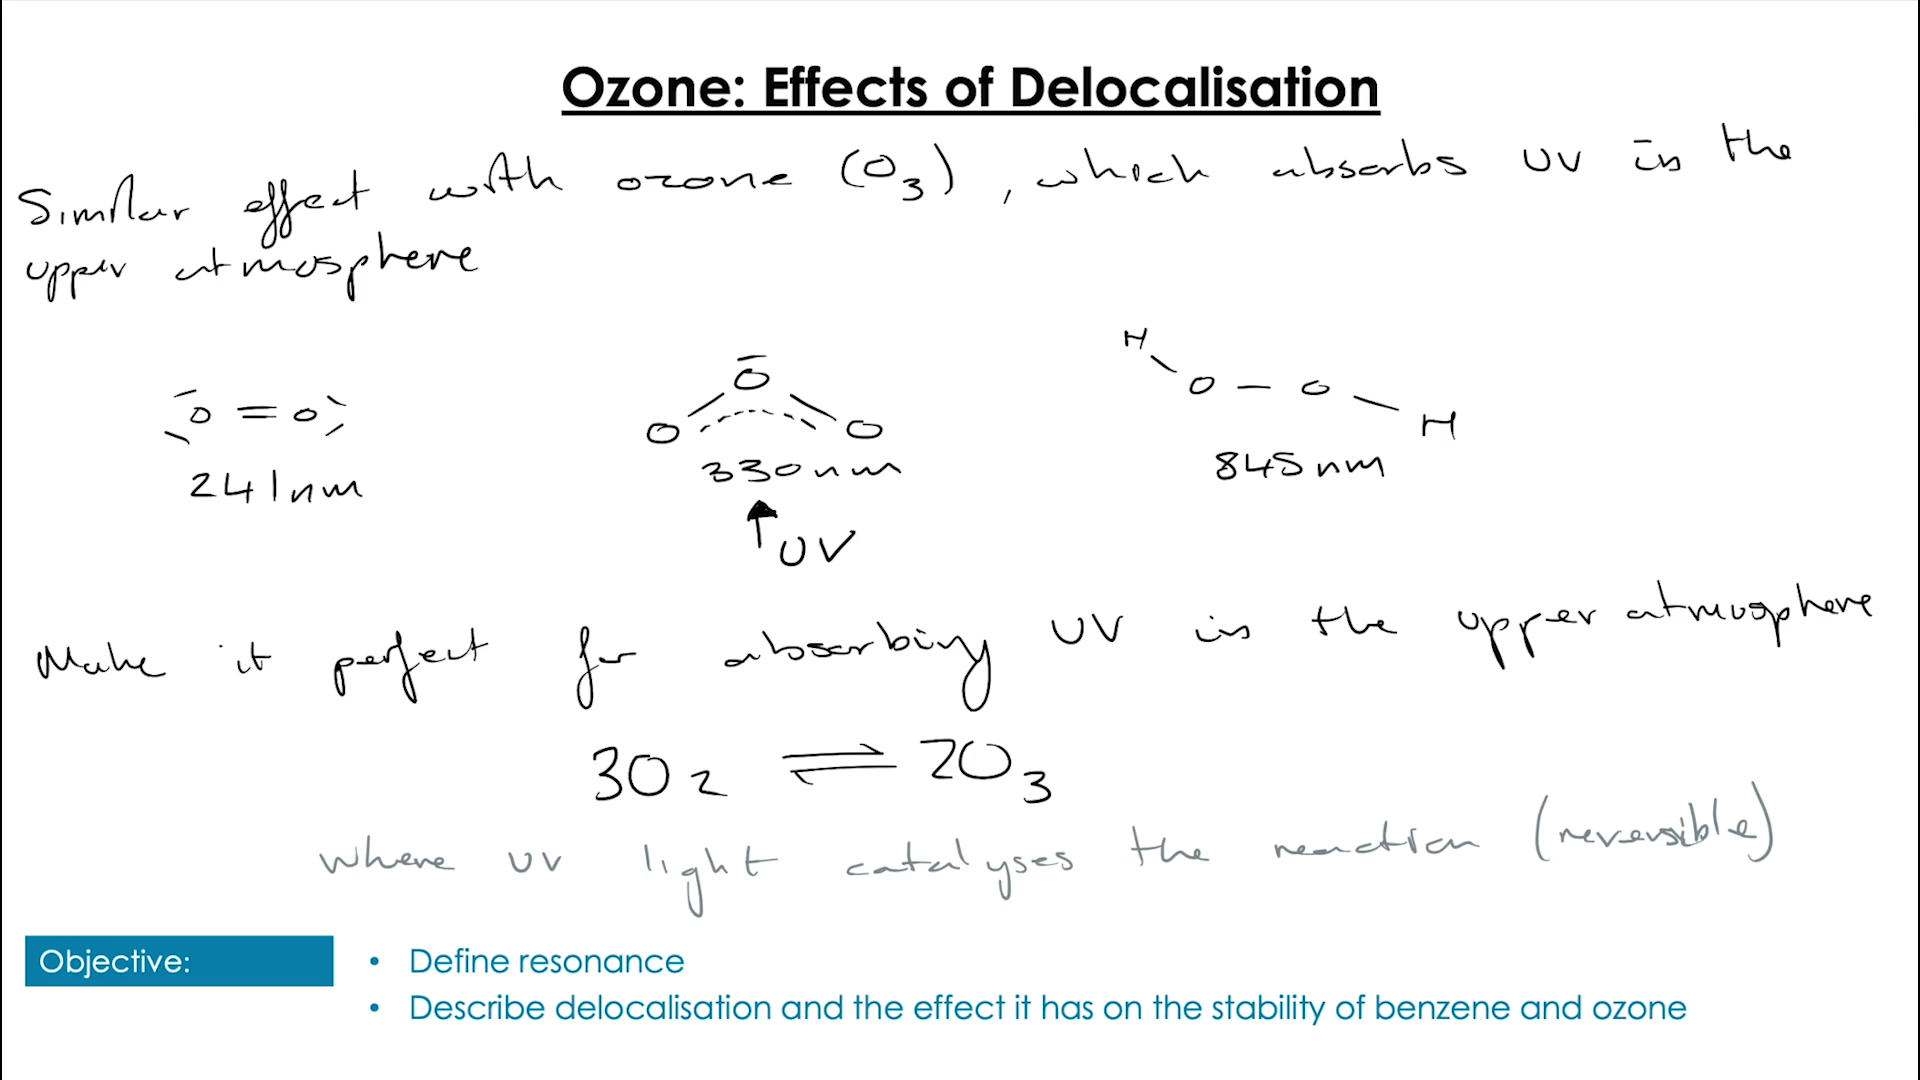 Ozone: Effects of Delocalisation
Similar effect with ozone (O3), which absorbs UV in the
upper atmosphere
O = O
O O O
H O - O H
241nm
330nm
845nm
UV
Make it perfect for absorbing UV in the upper atmosphere
3O2 ⇌ 2O3
where UV light catalyses the reaction (reversible)
Objective:
• Define resonance
• Describe delocalisation and the effect it has on the stability of benzene and ozone